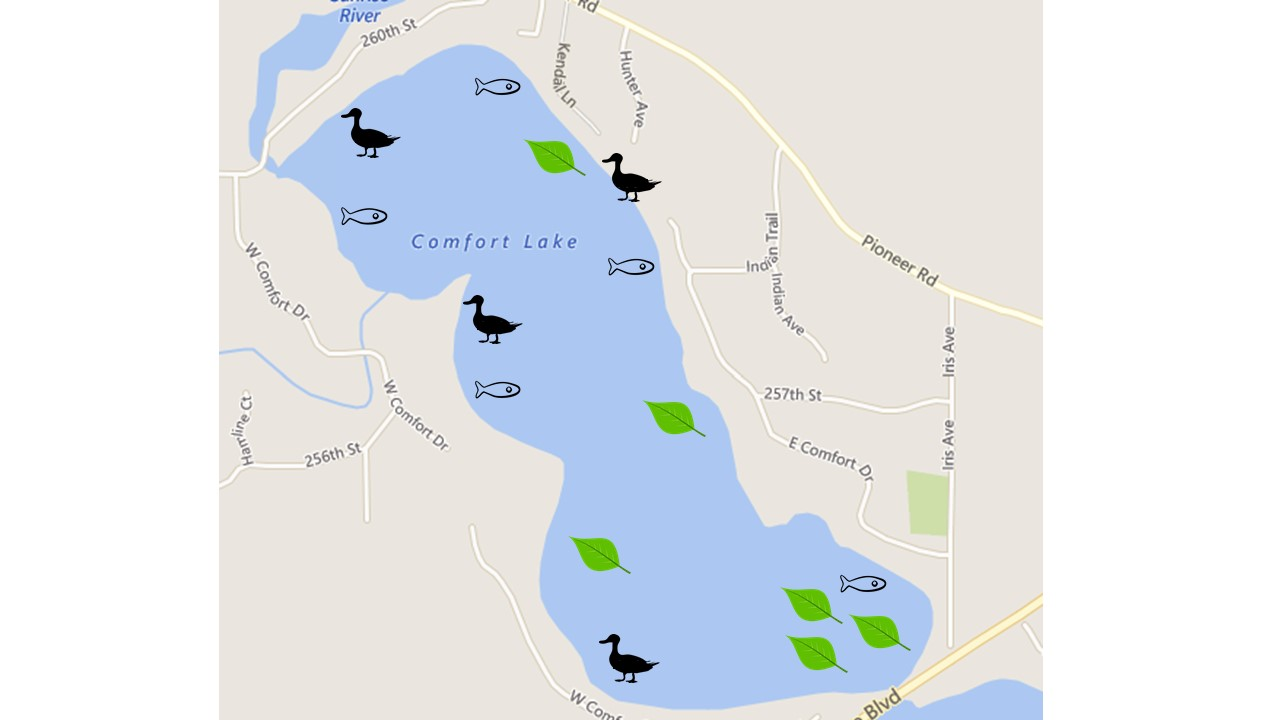 River
260th St
Rd
Kendal Ln
Hunter Ave
Comfort Lake
W Comfort Dr
Indian Trail
Indian Ave
Pioneer Rd
Iris Ave
257th St
W Comfort Dr
Hamline Ct
256th St
E Comfort Dr
Iris Ave
W Comf
Blvd